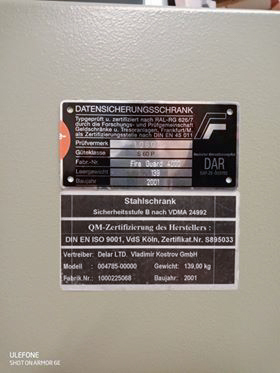 DATENSICHERUNGSSCHRANK
Typgeprüft u. zertifiziert nach RAL-RG 626/7
durch die Forschungs- und Prüfgemeinschaft
Geldschränke u. Tresoranlagen, Frankfurt/M.
als Zertifizierungsstelle nach DIN EN 45 011
Prüfvermerk
Güteklasse S 60 P
Fabr.-Nr. Fire Guard
Leergewicht 139
Baujahr 2001
DAR
Stahlschrank
Sicherheitsstufe B nach VDMA 24992
QM-Zertifizierung des Herstellers :
DIN EN ISO 9001, VdS Köln, Zertifikat.Nr. S895033
Vertreiber: Delar LTD. Vladimir Kostrov GmbH
Modell : 004785-00000 Gewicht: 139,00 kg
Fabrik.Nr.: 1000225068 Baujahr: 2001
ULEFONE
SHOT ON ARMOR 6E